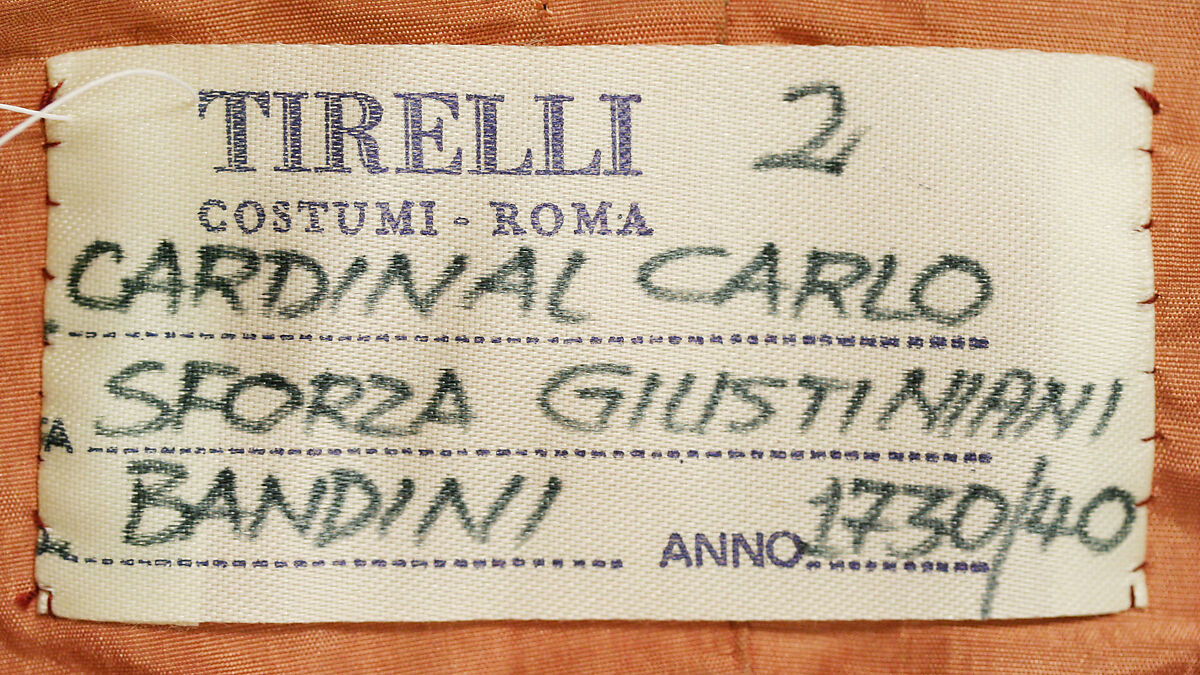 TIRELLI 2
COSTUMI - ROMA
CARDINAL CARLO
SFORZA GIUSTINIANI
BANDINI ANNO 1730/40